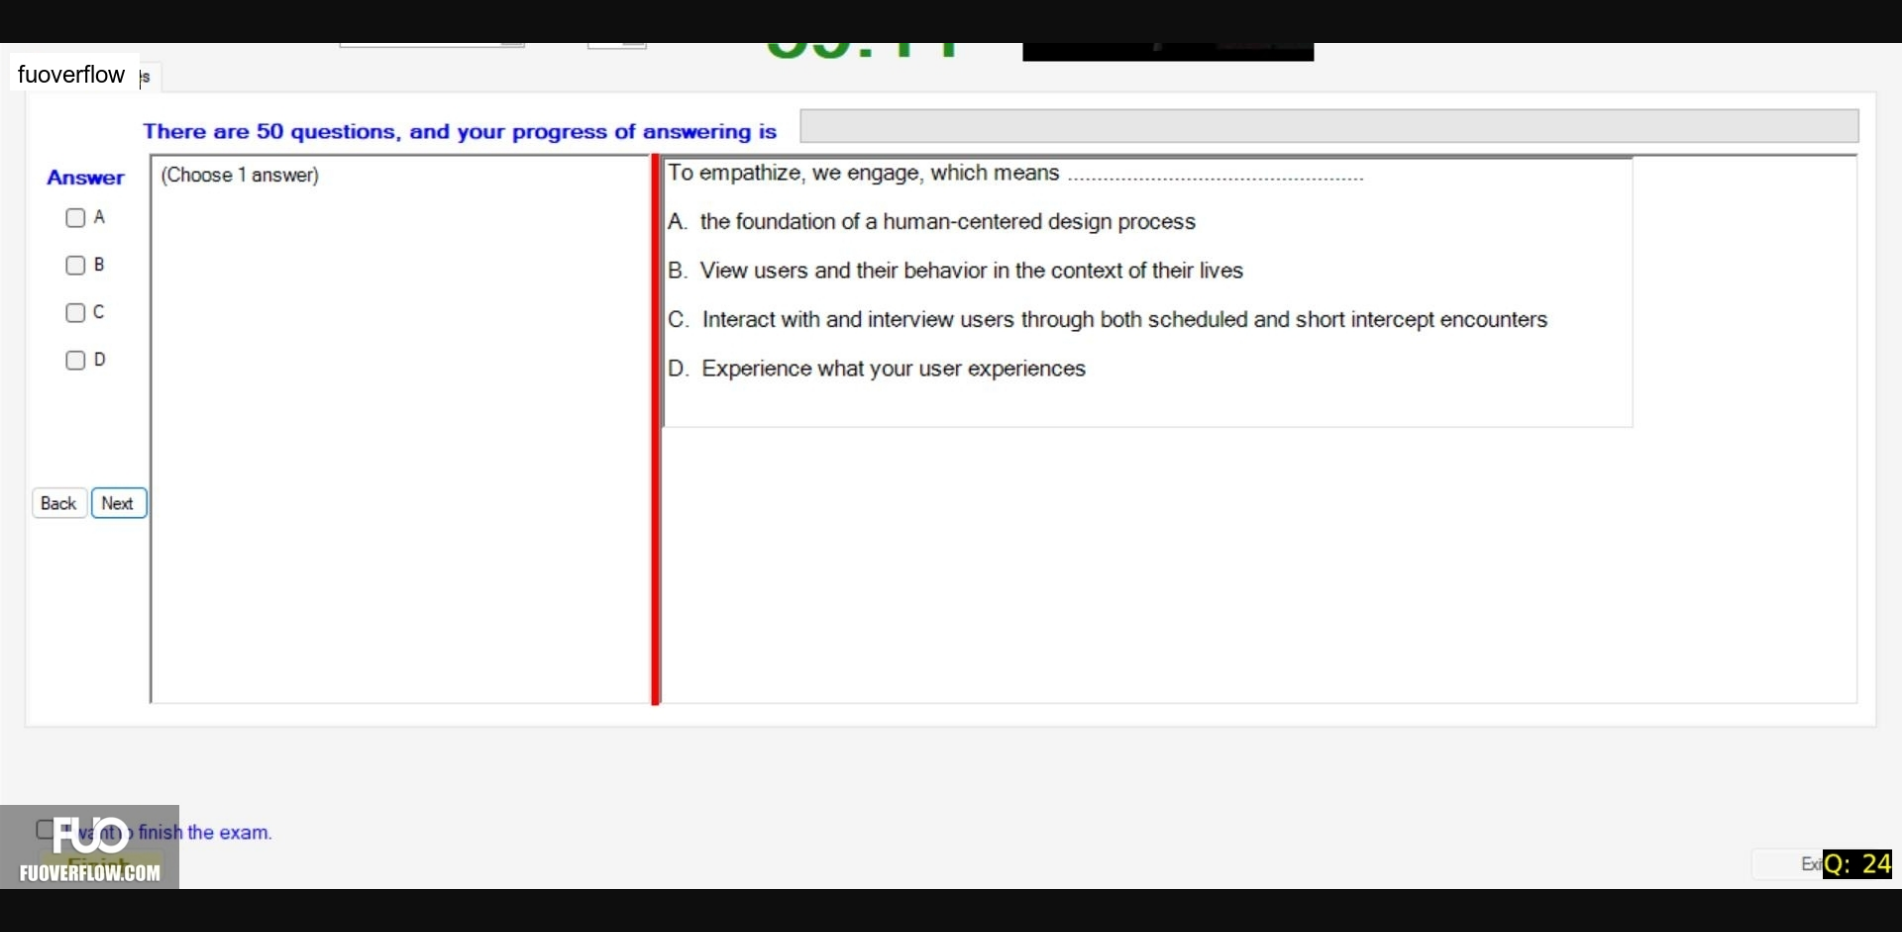 fuoverflow
There are 50 questions, and your progress of answering is
Answer
(Choose 1 answer)
A
B
C
D
Back Next
To empathize, we engage, which means .................................................
A. the foundation of a human-centered design process
B. View users and their behavior in the context of their lives
C. Interact with and interview users through both scheduled and short intercept encounters
D. Experience what your user experiences
want to finish the exam.
FUO
FUOVERFLOW.COM
Q: 24